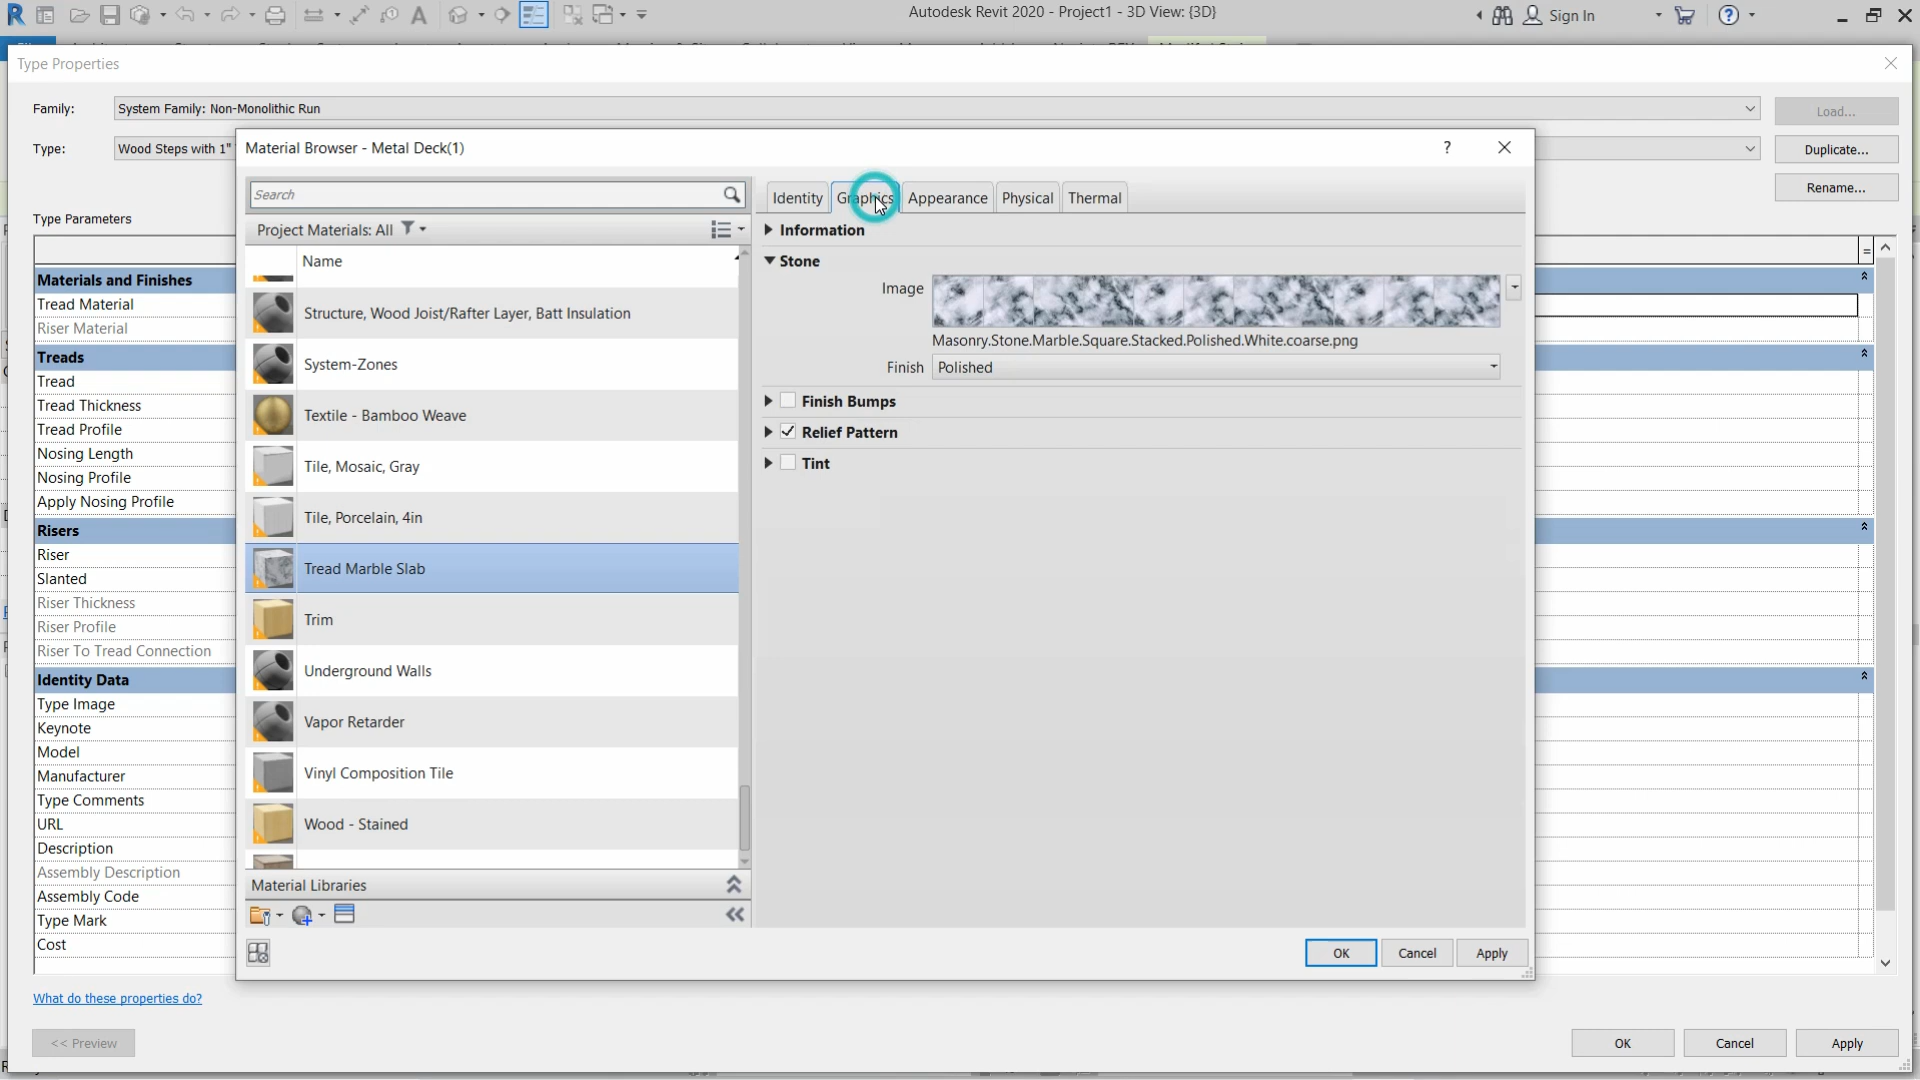 Autodesk Revit 2020 - Project1 - 3D View: {3D}
Sign In
Type Properties
Family:
System Family: Non-Monolithic Run
Load...
Type:
Wood Steps with 1"
Duplicate...
Rename...
Type Parameters
=
Materials and Finishes
Tread Material
Riser Material
Treads
Tread
Tread Thickness
Tread Profile
Nosing Length
Nosing Profile
Apply Nosing Profile
Risers
Riser
Slanted
Riser Thickness
Riser Profile
Riser To Tread Connection
Identity Data
Type Image
Keynote
Model
Manufacturer
Type Comments
URL
Description
Assembly Description
Assembly Code
Type Mark
Cost
What do these properties do?
<< Preview
OK
Cancel
Apply
Material Browser - Metal Deck(1)
?
Search
Project Materials: All
Name
Structure, Wood Joist/Rafter Layer, Batt Insulation
System-Zones
Textile - Bamboo Weave
Tile, Mosaic, Gray
Tile, Porcelain, 4in
Tread Marble Slab
Trim
Underground Walls
Vapor Retarder
Vinyl Composition Tile
Wood - Stained
Material Libraries
Identity
Graphics
Appearance
Physical
Thermal
Information
Stone
Image
Masonry.Stone.Marble.Square.Stacked.Polished.White.coarse.png
Finish
Polished
Finish Bumps
Relief Pattern
Tint
OK
Cancel
Apply